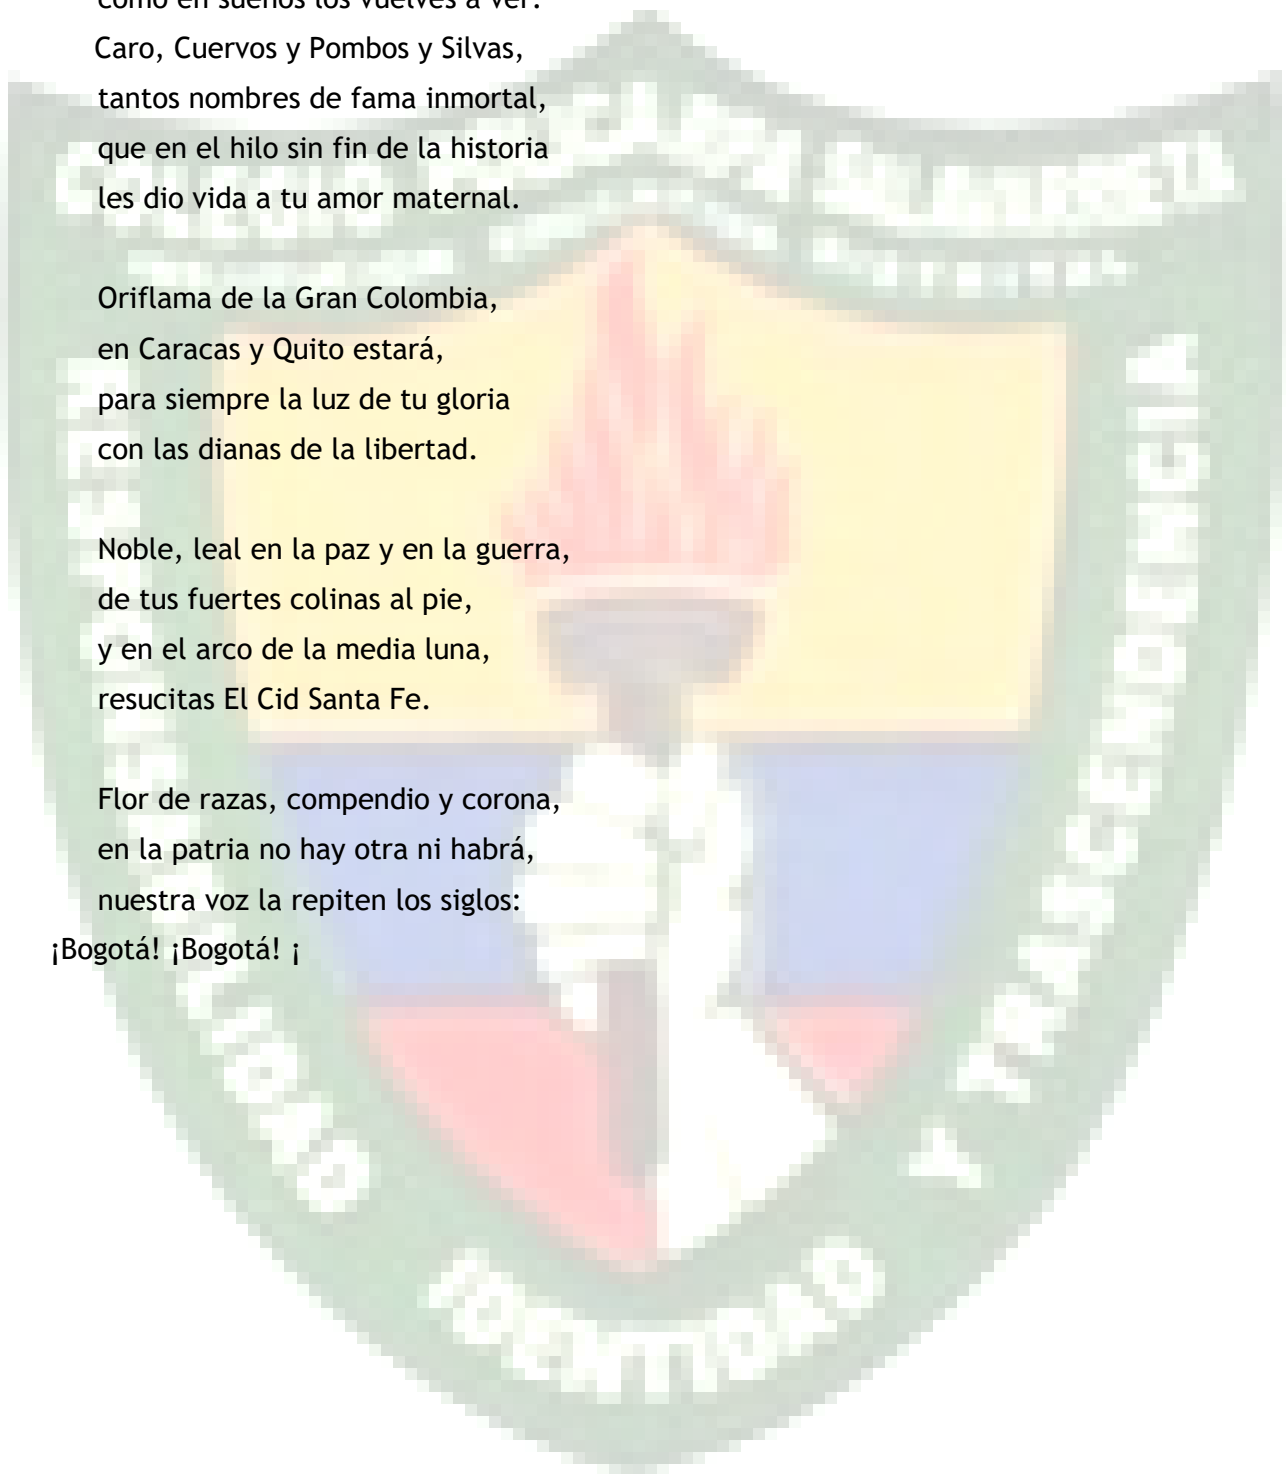 como en sueños los vuelves a ver.
Caro, Cuervos y Pombos y Silvas,
tantos nombres de fama inmortal,
que en el hilo sin fin de la historia
les dio vida a tu amor maternal.
Oriflama de la Gran Colombia,
en Caracas y Quito estará,
para siempre la luz de tu gloria
con las dianas de la libertad.
Noble, leal en la paz y en la guerra,
de tus fuertes colinas al pie,
y en el arco de la media luna,
resucitas El Cid Santa Fe.
Flor de razas, compendio y corona,
en la patria no hay otra ni habrá,
nuestra voz la repiten los siglos:
¡Bogotá! ¡Bogotá! ¡
COLEGIO
IDENTIDAD
Y TRASCENDENCIA